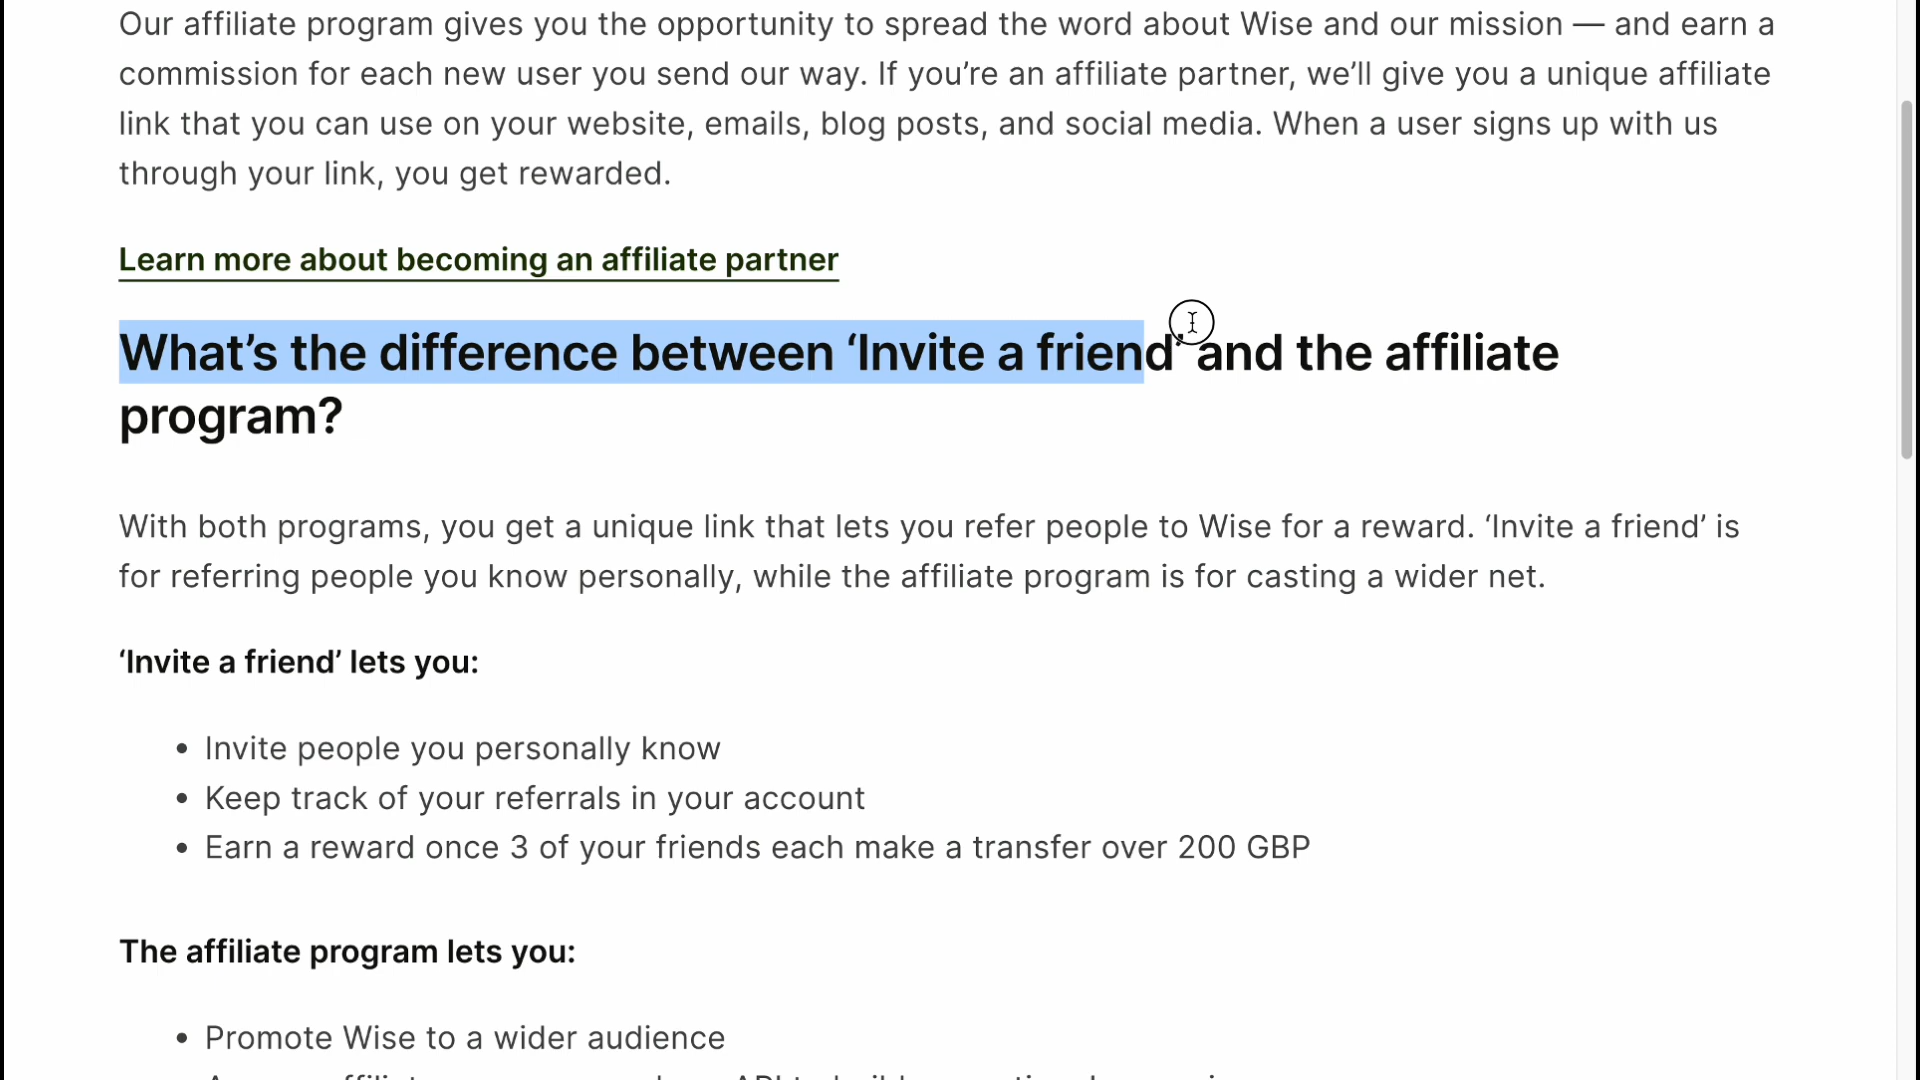 Our affiliate program gives you the opportunity to spread the word about Wise and our mission — and earn a
commission for each new user you send our way. If you’re an affiliate partner, we’ll give you a unique affiliate
link that you can use on your website, emails, blog posts, and social media. When a user signs up with us
through your link, you get rewarded.
Learn more about becoming an affiliate partner
What’s the difference between ‘Invite a friend’ and the affiliate
program?
With both programs, you get a unique link that lets you refer people to Wise for a reward. ‘Invite a friend’ is
for referring people you know personally, while the affiliate program is for casting a wider net.
‘Invite a friend’ lets you:
• Invite people you personally know
• Keep track of your referrals in your account
• Earn a reward once 3 of your friends each make a transfer over 200 GBP
The affiliate program lets you:
• Promote Wise to a wider audience